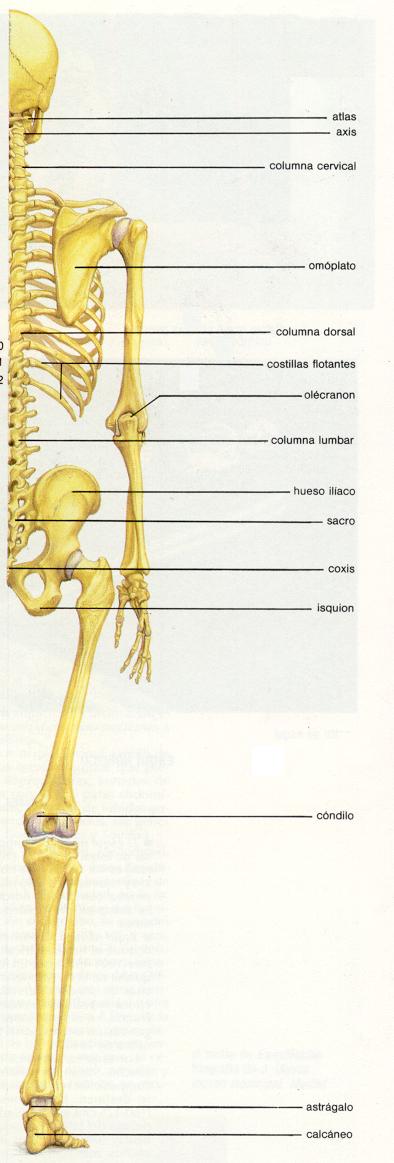 atlas
axis
columna cervical
omóplato
columna dorsal
costillas flotantes
olécranon
columna lumbar
hueso ilíaco
sacro
coxis
isquion
cóndilo
astrágalo
calcáneo